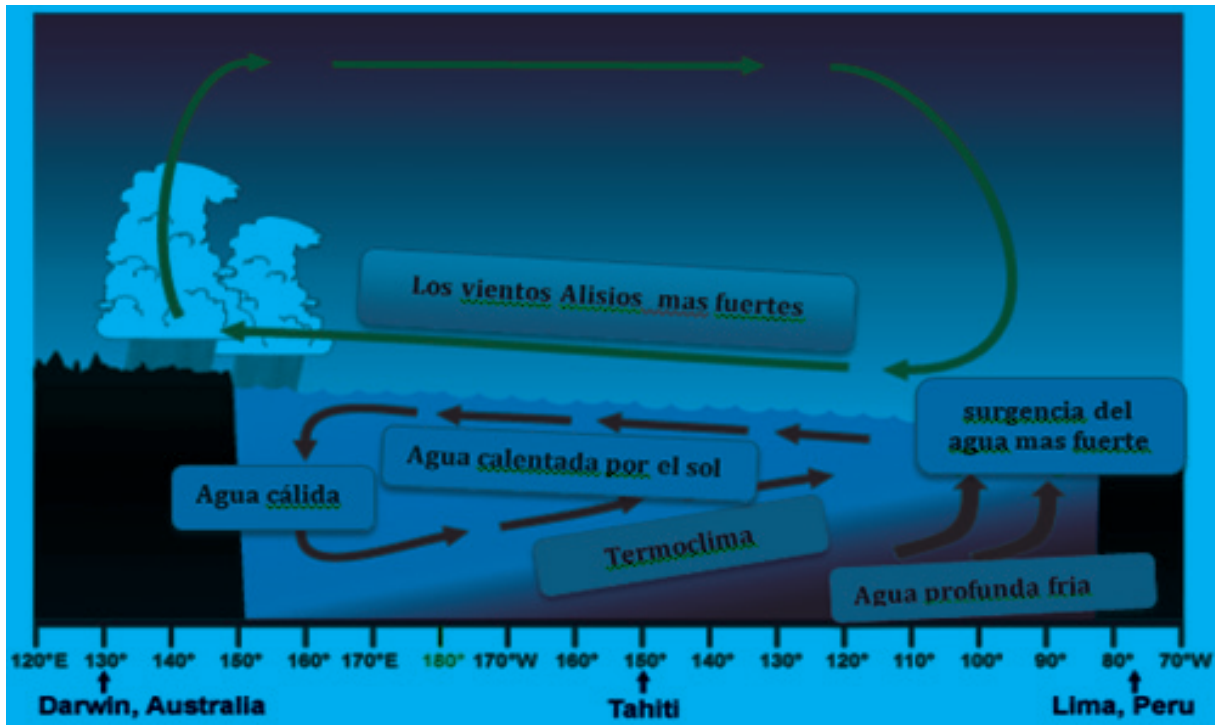 Los vientos Alisios mas fuertes
surgencia del
agua mas fuerte
Agua calentada por el sol
Agua cálida
Termoclima
Agua profunda fria
120°E 130° 140° 150° 160° 170°E 180° 170°W 160° 150° 140° 130° 120° 110° 100° 90° 80° 70°W
Darwin, Australia Tahiti Lima, Peru